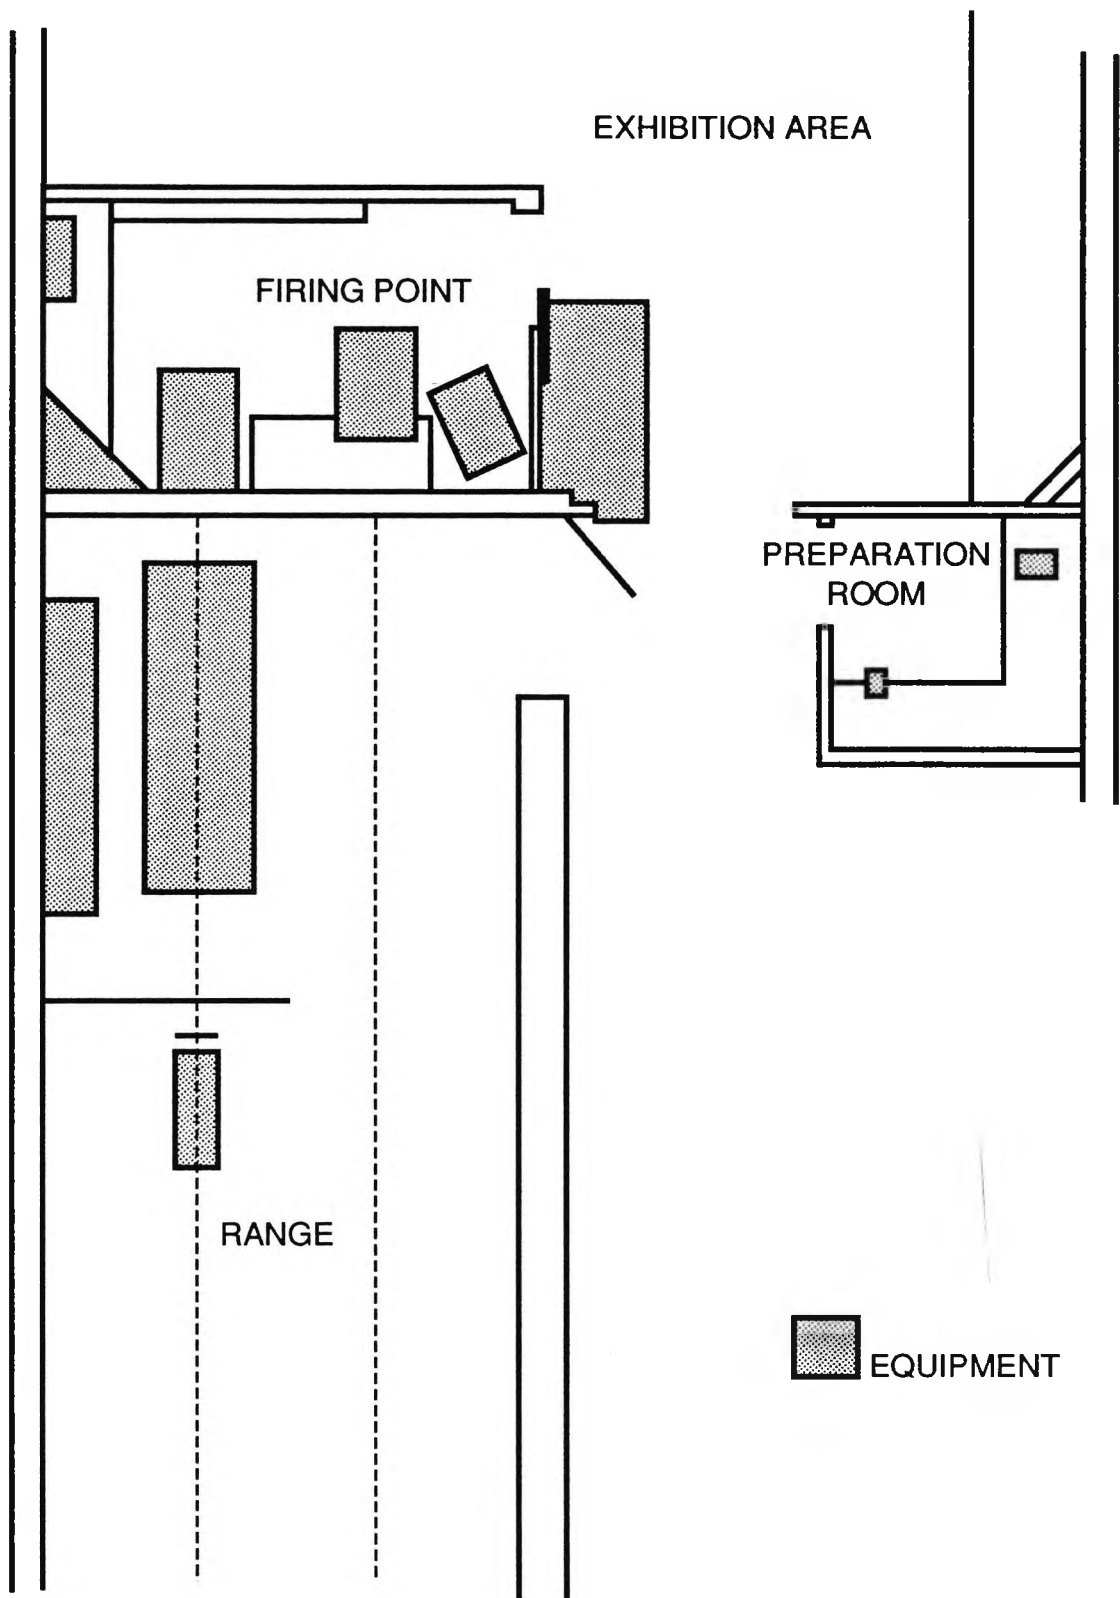 EXHIBITION AREA
FIRING POINT
PREPARATION
ROOM
RANGE
EQUIPMENT